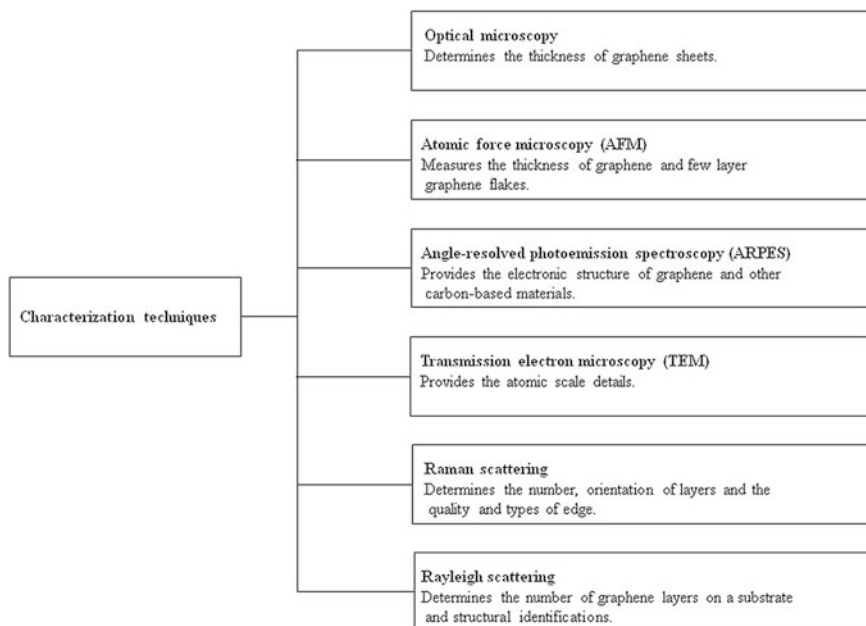 Optical microscopy
Determines the thickness of graphene sheets.
Atomic force microscopy (AFM)
Measures the thickness of graphene and few layer
graphene flakes.
Angle-resolved photoemission spectroscopy (ARPES)
Provides the electronic structure of graphene and other
carbon-based materials.
Characterization techniques
Transmission electron microscopy (TEM)
Provides the atomic scale details.
Raman scattering
Determines the number, orientation of layers and the
quality and types of edge.
Rayleigh scattering
Determines the number of graphene layers on a substrate
and structural identifications.